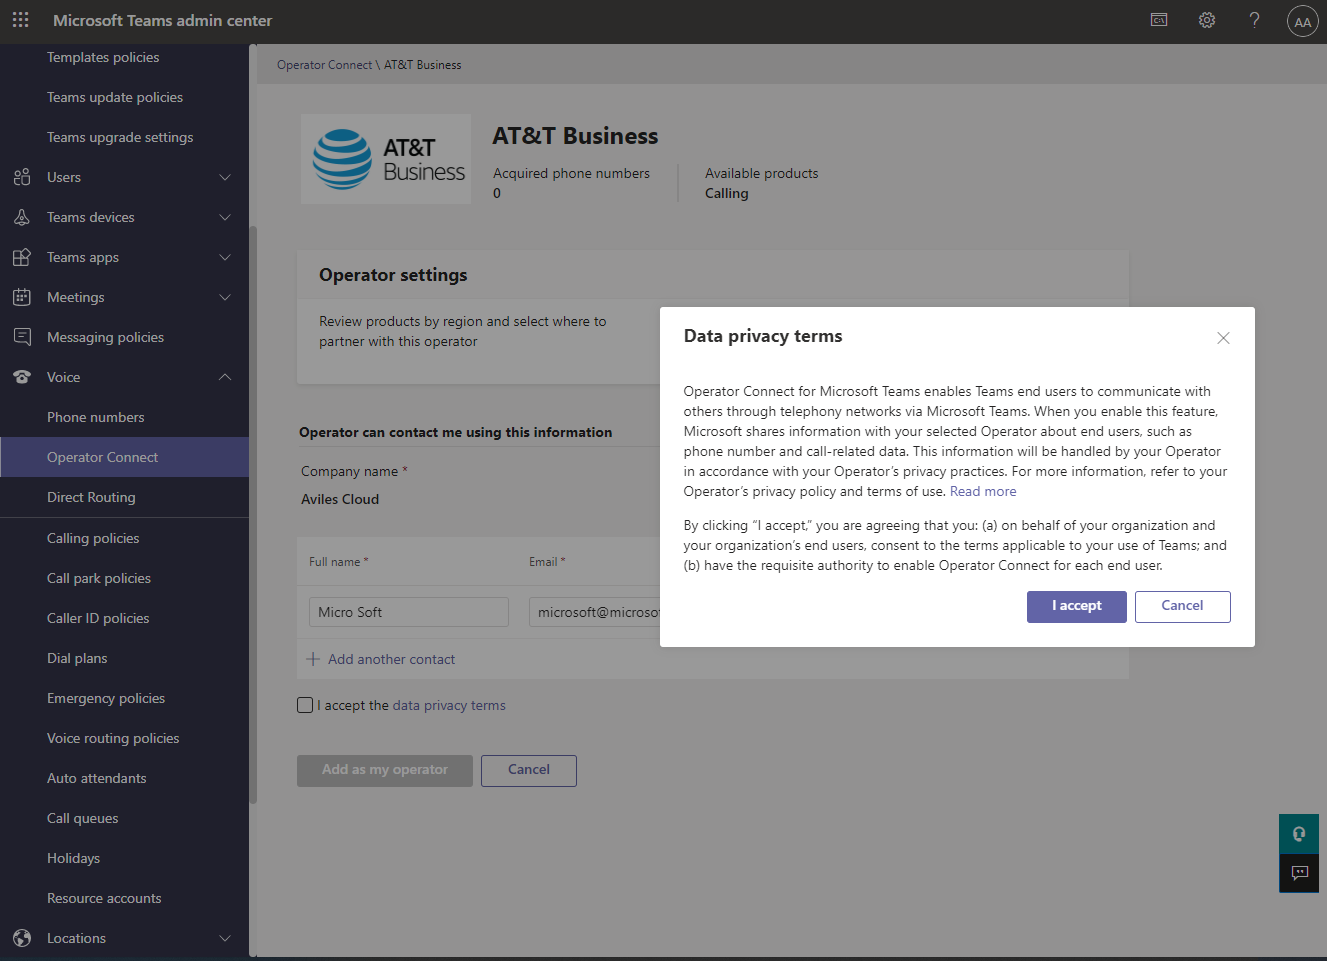 Microsoft Teams admin center
C:\
?
AA
Templates policies
Teams update policies
Teams upgrade settings
Users
Teams devices
Teams apps
Meetings
Messaging policies
Voice
Phone numbers
Operator Connect
Direct Routing
Calling policies
Call park policies
Caller ID policies
Dial plans
Emergency policies
Voice routing policies
Auto attendants
Call queues
Holidays
Resource accounts
Locations
Operator Connect \ AT&T Business
AT&T
Business
AT&T Business
Acquired phone numbers
0
Available products
Calling
Operator settings
Review products by region and select where to
partner with this operator
Operator can contact me using this information
Company name *
Aviles Cloud
Full name *
Email *
Micro Soft
microsoft@microsof
Add another contact
I accept the data privacy terms
Add as my operator
Cancel
Data privacy terms
Operator Connect for Microsoft Teams enables Teams end users to communicate with
others through telephony networks via Microsoft Teams. When you enable this feature,
Microsoft shares information with your selected Operator about end users, such as
phone number and call-related data. This information will be handled by your Operator
in accordance with your Operator’s privacy practices. For more information, refer to your
Operator’s privacy policy and terms of use. Read more
By clicking “I accept,” you are agreeing that you: (a) on behalf of your organization and
your organization’s end users, consent to the terms applicable to your use of Teams; and
(b) have the requisite authority to enable Operator Connect for each end user.
I accept
Cancel